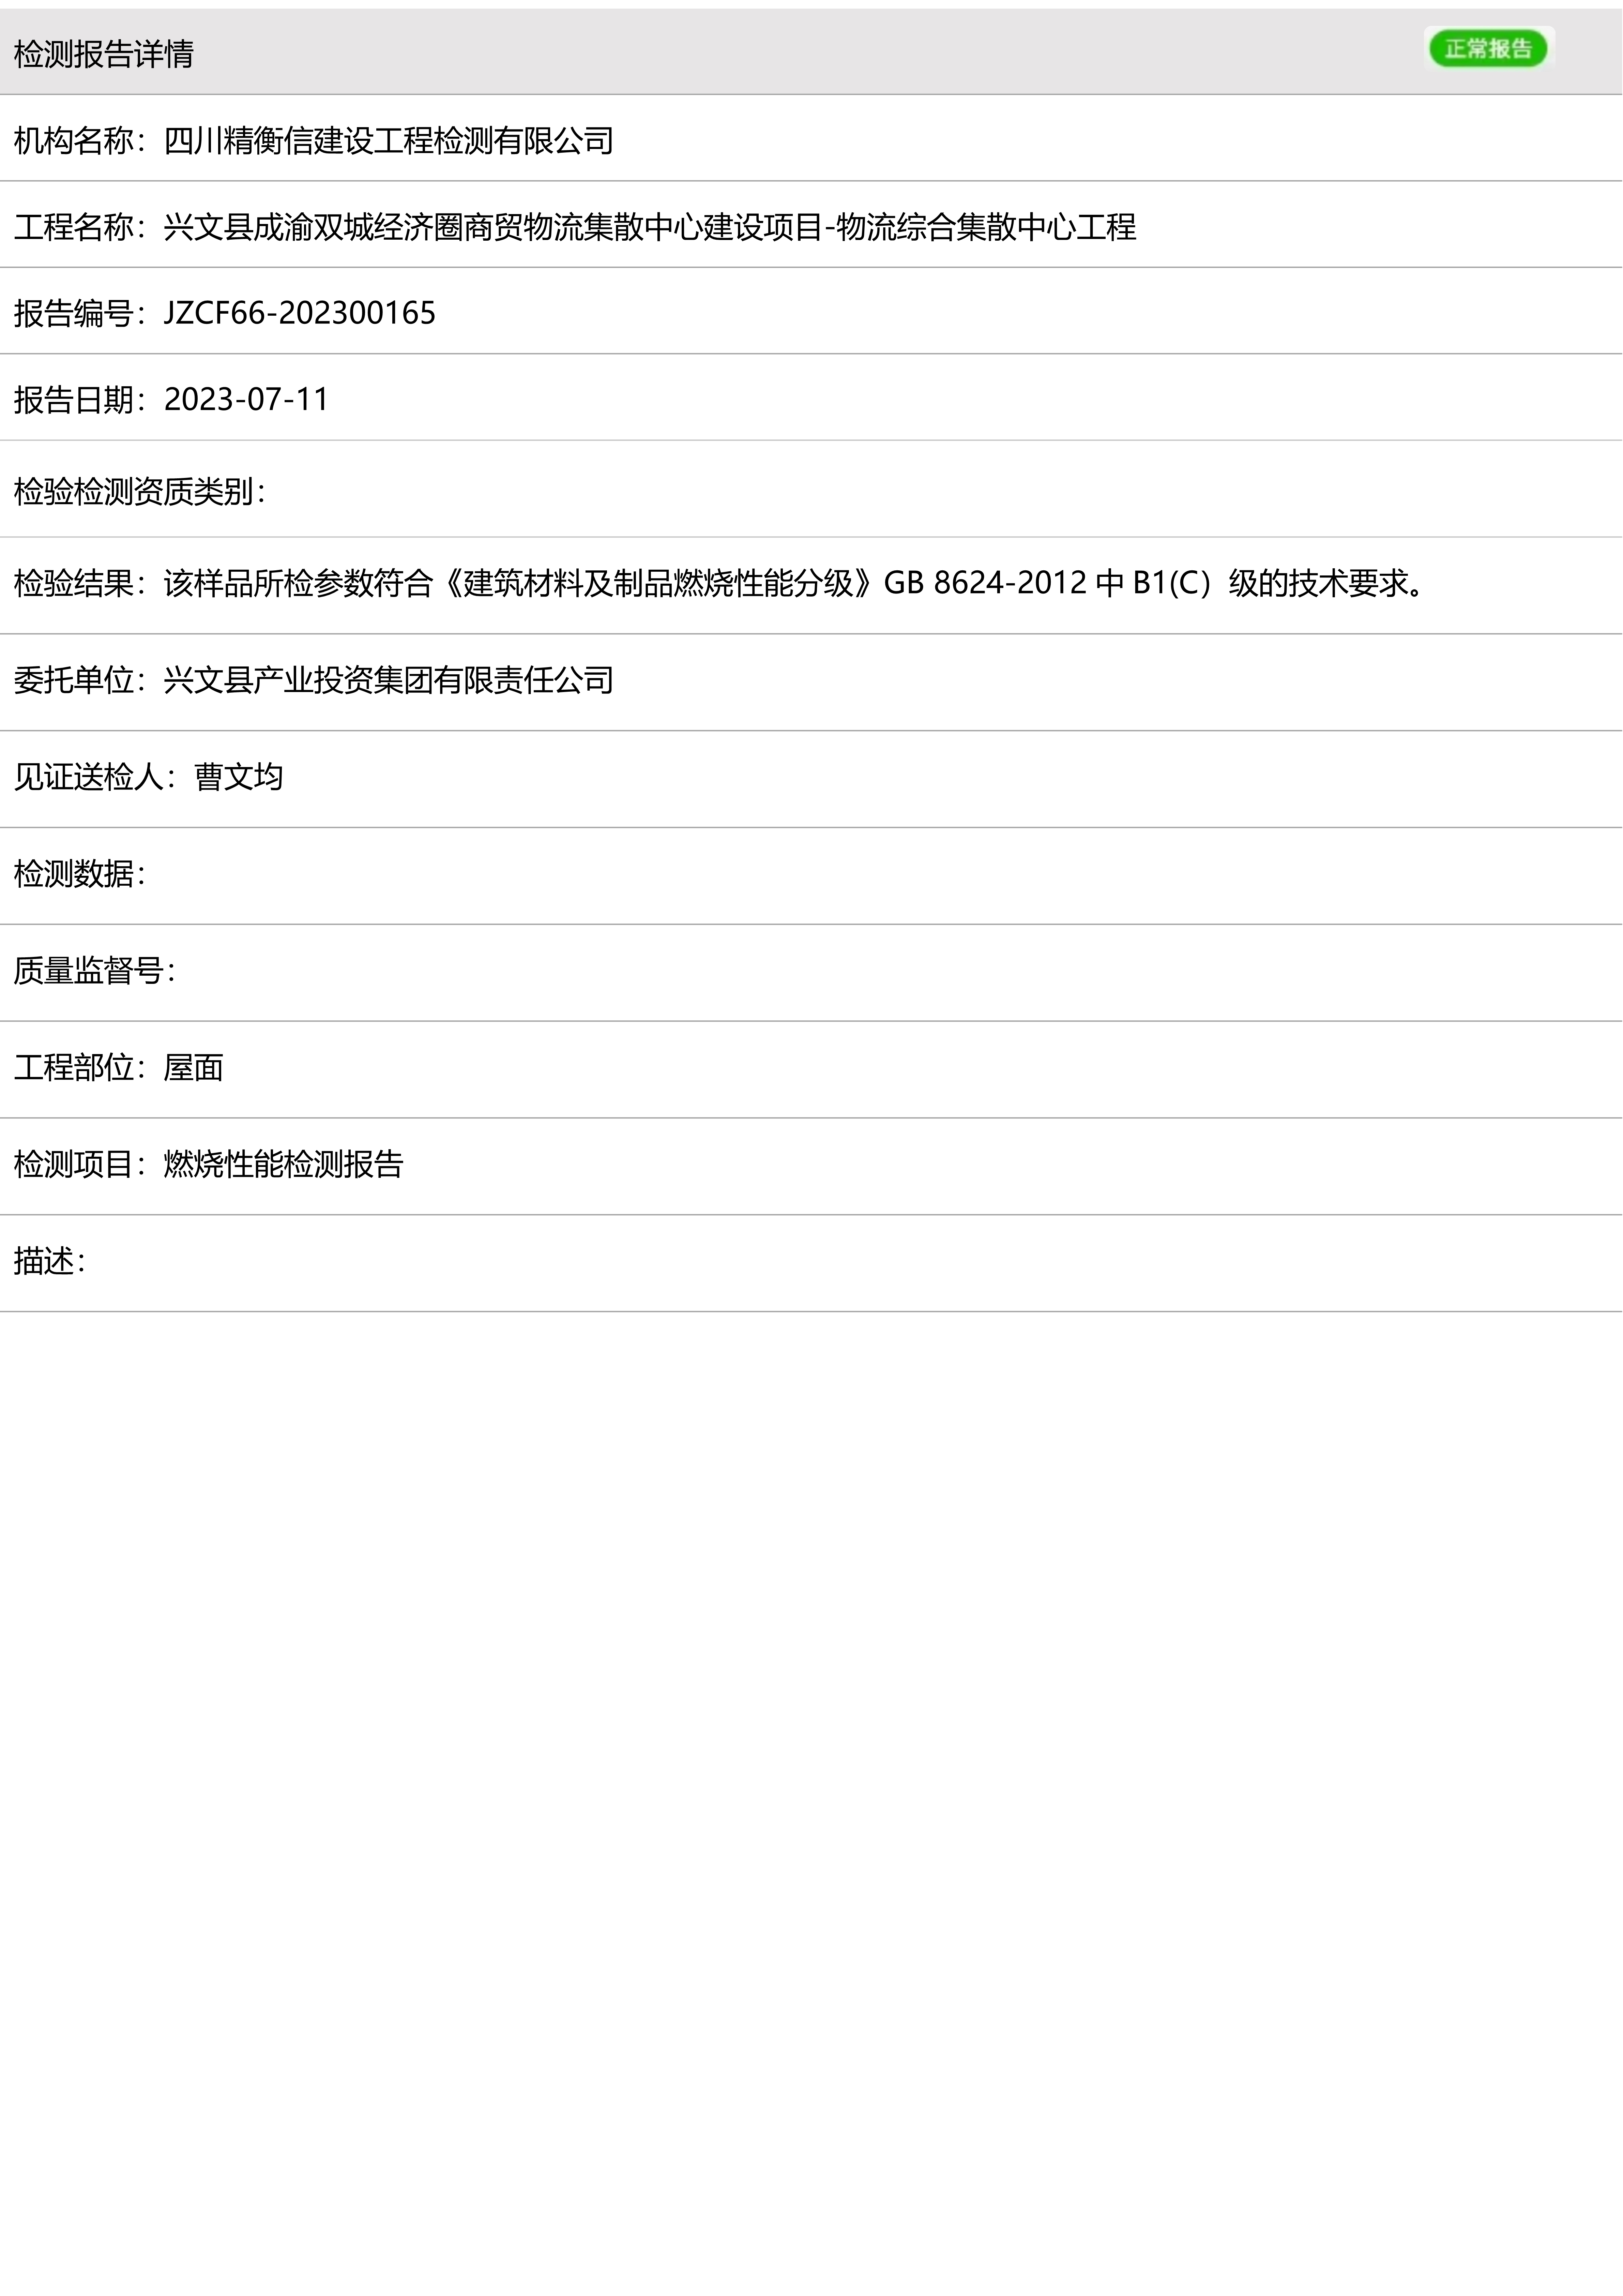 检测报告详情
正常报告
机构名称：四川精衡信建设工程检测有限公司
工程名称：兴文县成渝双城经济圈商贸物流集散中心建设项目-物流综合集散中心工程
报告编号：JZCF66-202300165
报告日期：2023-07-11
检验检测资质类别：
检验结果：该样品所检参数符合《建筑材料及制品燃烧性能分级》GB 8624-2012 中 B1(C）级的技术要求。
委托单位：兴文县产业投资集团有限责任公司
见证送检人：曹文均
检测数据：
质量监督号：
工程部位：屋面
检测项目：燃烧性能检测报告
描述：